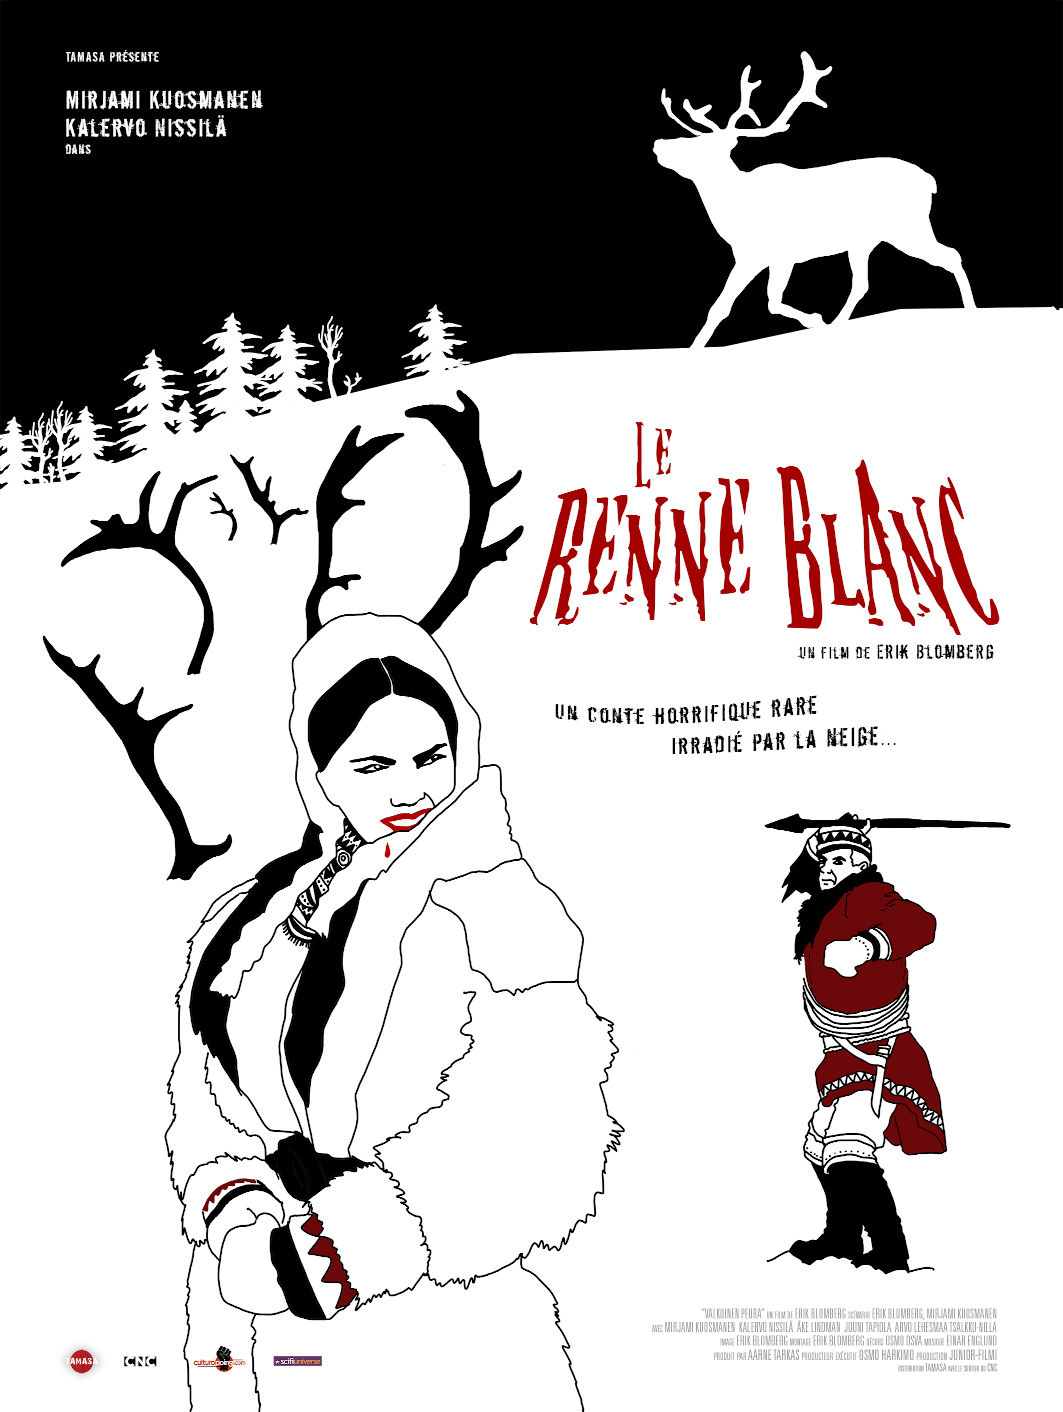 TAMASA PRÉSENTE
MIRJAMI KUOSMANEN
KALERVO NISSILÄ
DANS
LE
RENNE BLANC
UN FILM DE ERIK BLOMBERG
UN CONTE HORRIFIQUE RARE
IRRADIÉ PAR LA NEIGE...
"VALKOINEN PEURA" UN FILM DE ERIK BLOMBERG SCÉNARIO ERIK BLOMBERG, MIRJAMI KUOSMANEN
AVEC MIRJAMI KUOSMANEN KALERVO NISSILÄ ÅKE LINDMAN JOUNI TAPIOLA ARVO LEHESMAA TSALKKU-NILLA
IMAGE ERIK BLOMBERG MONTAGE ERIK BLOMBERG DÉCORS OSMO OSVA MUSIQUE EINAR ENGLUND
PRODUIT PAR AARNE TARKAS PRODUCTEUR EXÉCUTIF OSMO HARKIMO PRODUCTION JUNIOR-FILMI
DISTRIBUTION TAMASA AVEC LE SOUTIEN DU CNC
TAMASA
CNC
culturopoing.com
scifiuniverse